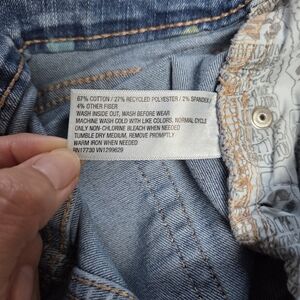 67% COTTON / 27% RECYCLED POLYESTER / 2% SPANDEX /
4% OTHER FIBER
WASH INSIDE OUT, WASH BEFORE WEAR
MACHINE WASH COLD WITH LIKE COLORS, NORMAL CYCLE
ONLY NON-CHLORINE BLEACH WHEN NEEDED
TUMBLE DRY MEDIUM, REMOVE PROMPTLY
WARM IRON WHEN NEEDED
RN17730 VN1299629